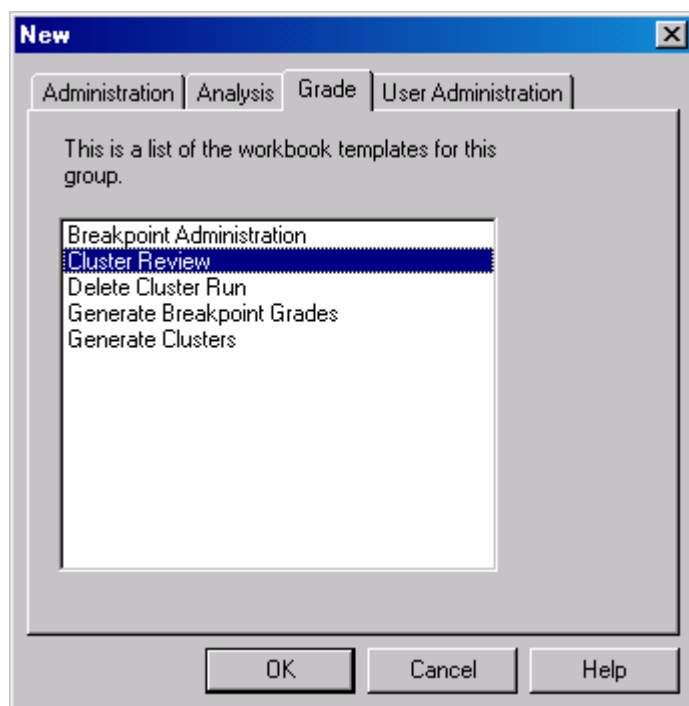 New
Administration
Analysis
Grade
User Administration
This is a list of the workbook templates for this
group.
Breakpoint Administration
Cluster Review
Delete Cluster Run
Generate Breakpoint Grades
Generate Clusters
OK
Cancel
Help